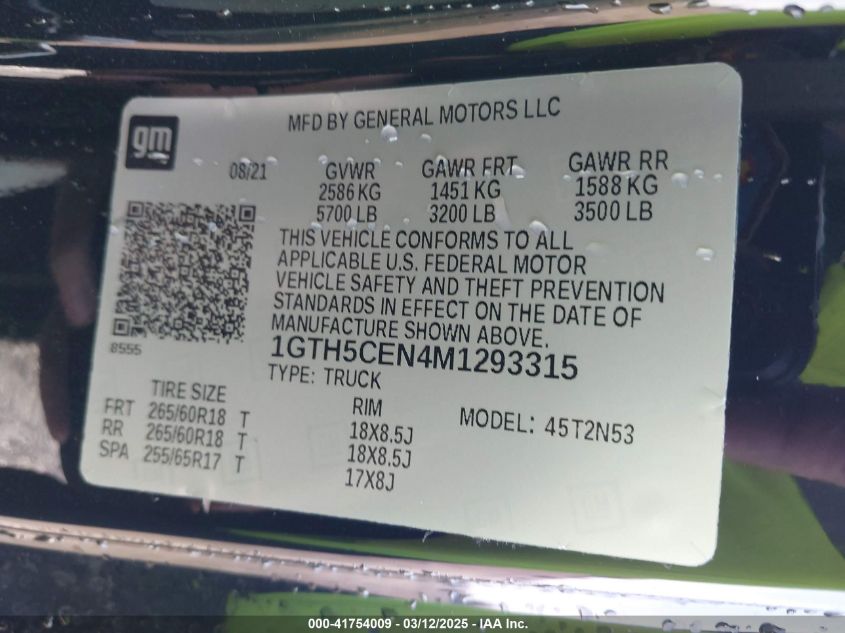 gm
MFD BY GENERAL MOTORS LLC
08/21
GVWR GAWR FRT GAWR RR
2586 KG 1451 KG 1588 KG
5700 LB 3200 LB 3500 LB
THIS VEHICLE CONFORMS TO ALL
APPLICABLE U.S. FEDERAL MOTOR
VEHICLE SAFETY AND THEFT PREVENTION
STANDARDS IN EFFECT ON THE DATE OF
MANUFACTURE SHOWN ABOVE.
8555
1GTH5CEN4M1293315
TYPE: TRUCK
TIRE SIZE RIM
FRT 265/60R18 T 18X8.5J
RR 265/60R18 T 18X8.5J
SPA 255/65R17 T 17X8J
MODEL: 45T2N53
000-41754009 - 03/12/2025 - IAA Inc.